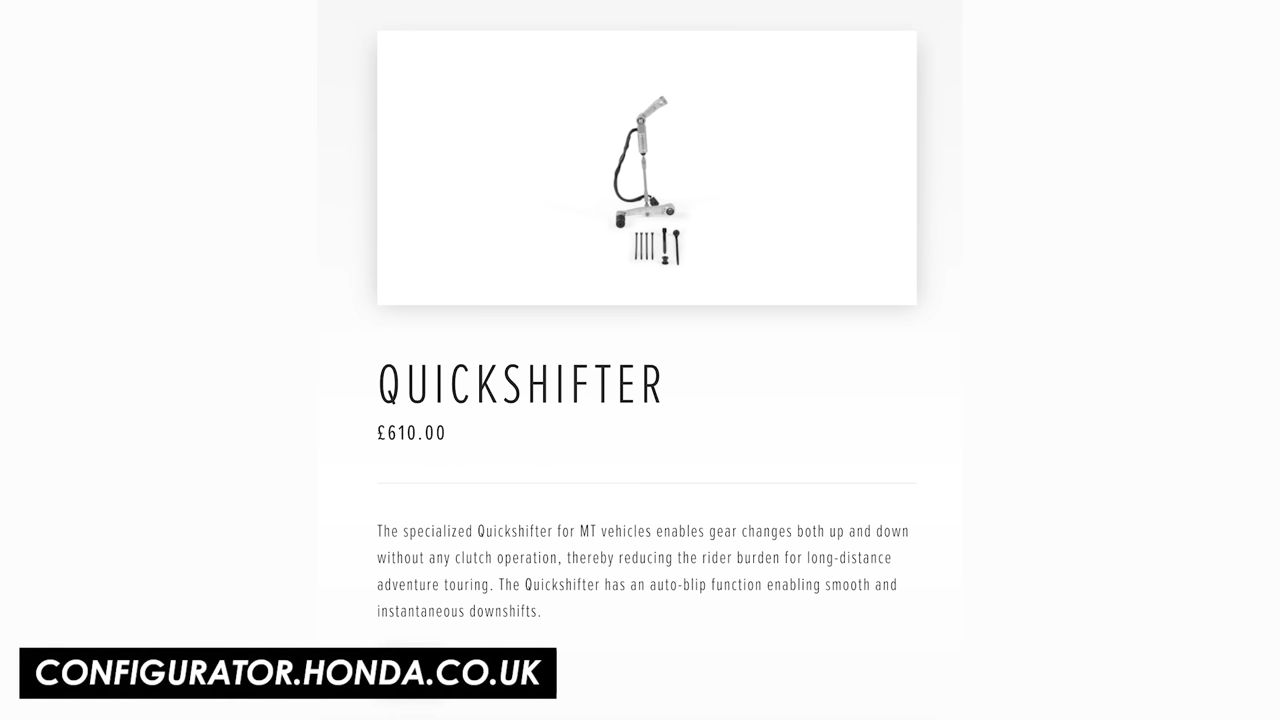 QUICKSHIFTER
£610.00
The specialized Quickshifter for MT vehicles enables gear changes both up and down
without any clutch operation, thereby reducing the rider burden for long-distance
adventure touring. The Quickshifter has an auto-blip function enabling smooth and
instantaneous downshifts.
CONFIGURATOR.HONDA.CO.UK